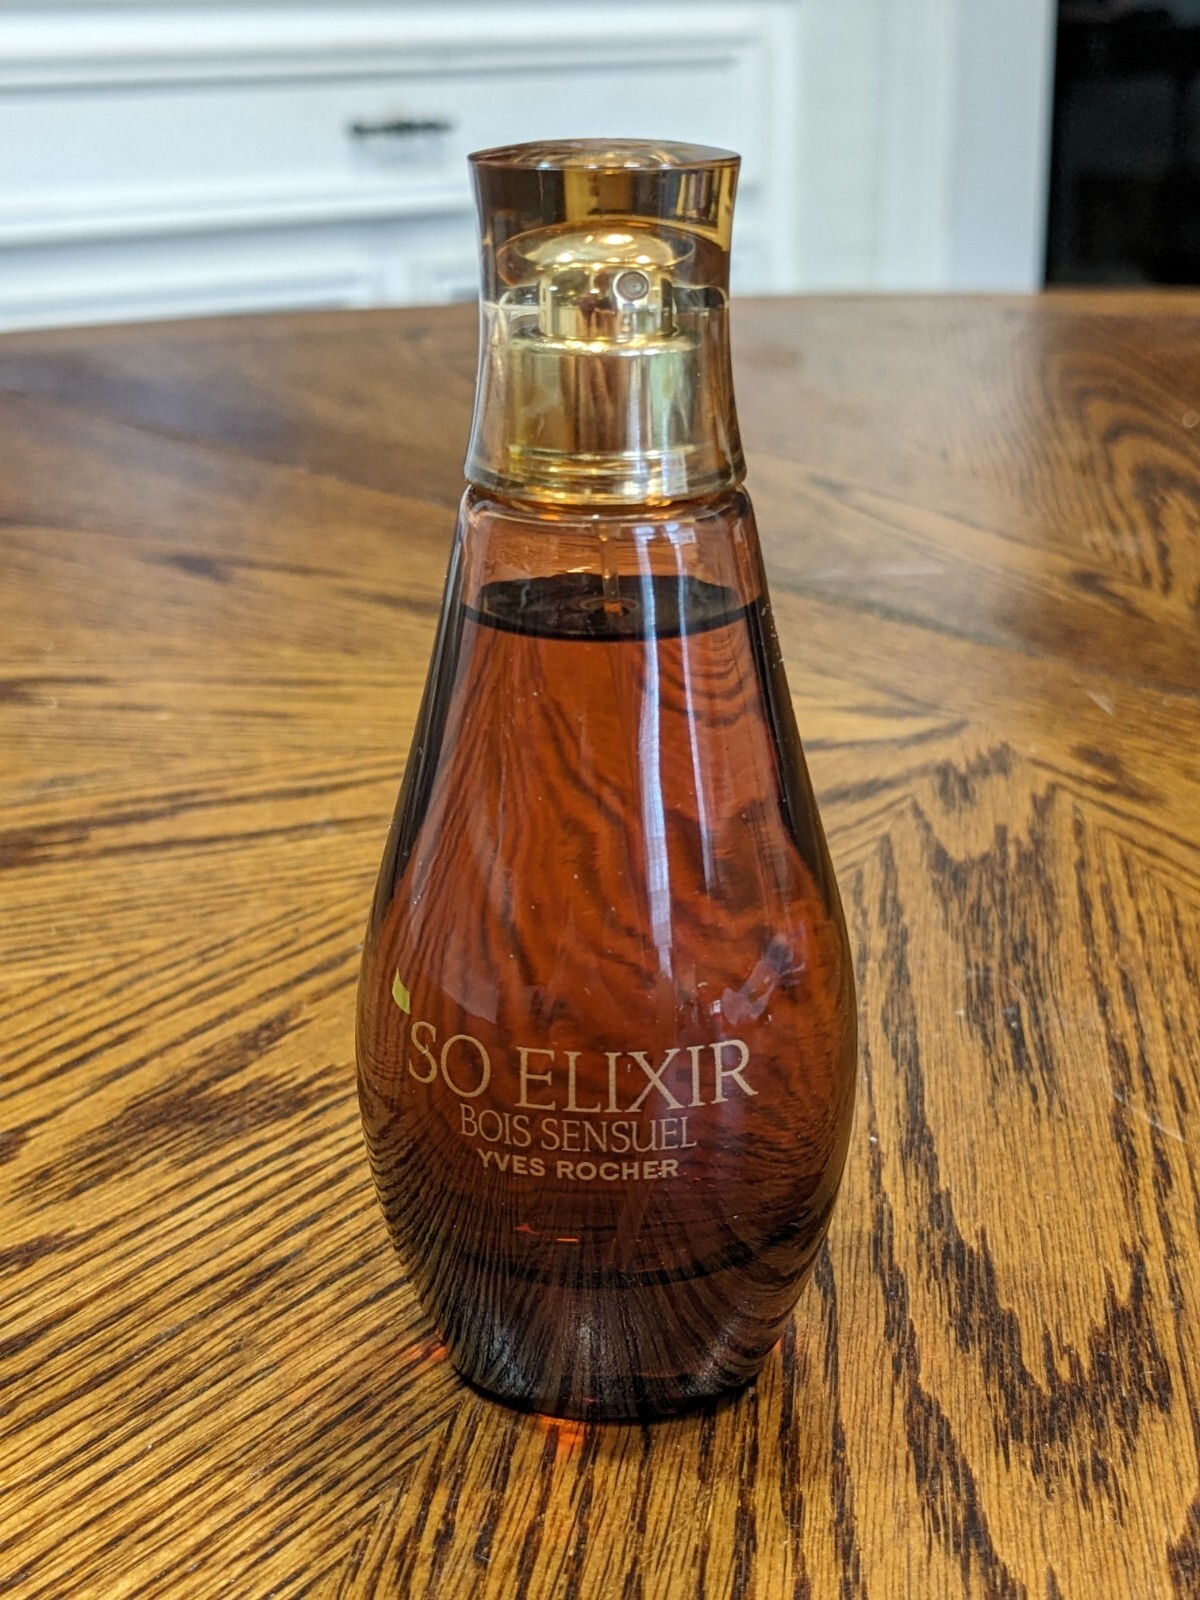 SO ELIXIR
BOIS SENSUEL
YVES ROCHER